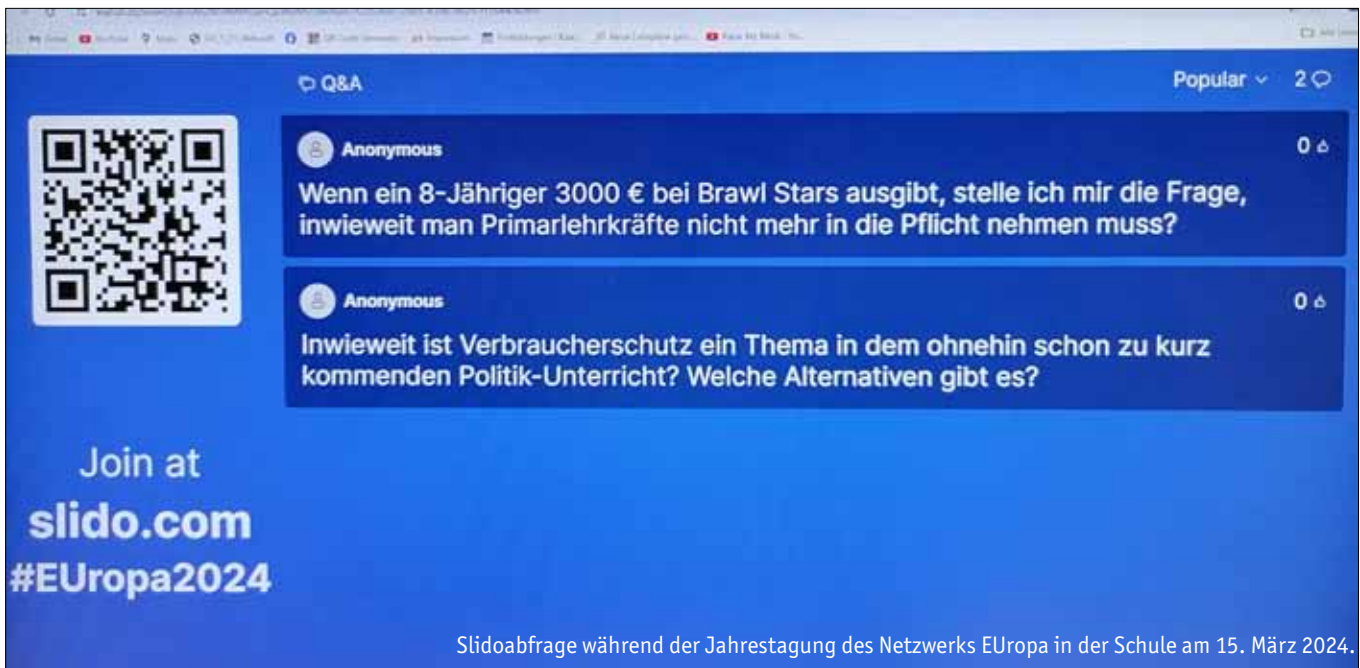 Q&A
Popular
2
Anonymous
0
Wenn ein 8-Jähriger 3000 € bei Brawl Stars ausgibt, stelle ich mir die Frage,
inwieweit man Primarlehrkräfte nicht mehr in die Pflicht nehmen muss?
Anonymous
0
Inwieweit ist Verbraucherschutz ein Thema in dem ohnehin schon zu kurz
kommenden Politik-Unterricht? Welche Alternativen gibt es?
Join at
slido.com
#EUropa2024
Slidoabfrage während der Jahrestagung des Netzwerks EUropa in der Schule am 15. März 2024.